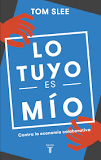 TOM SLEE
LO
TUYO
ES
MÍO
Contra la economía colaborativa